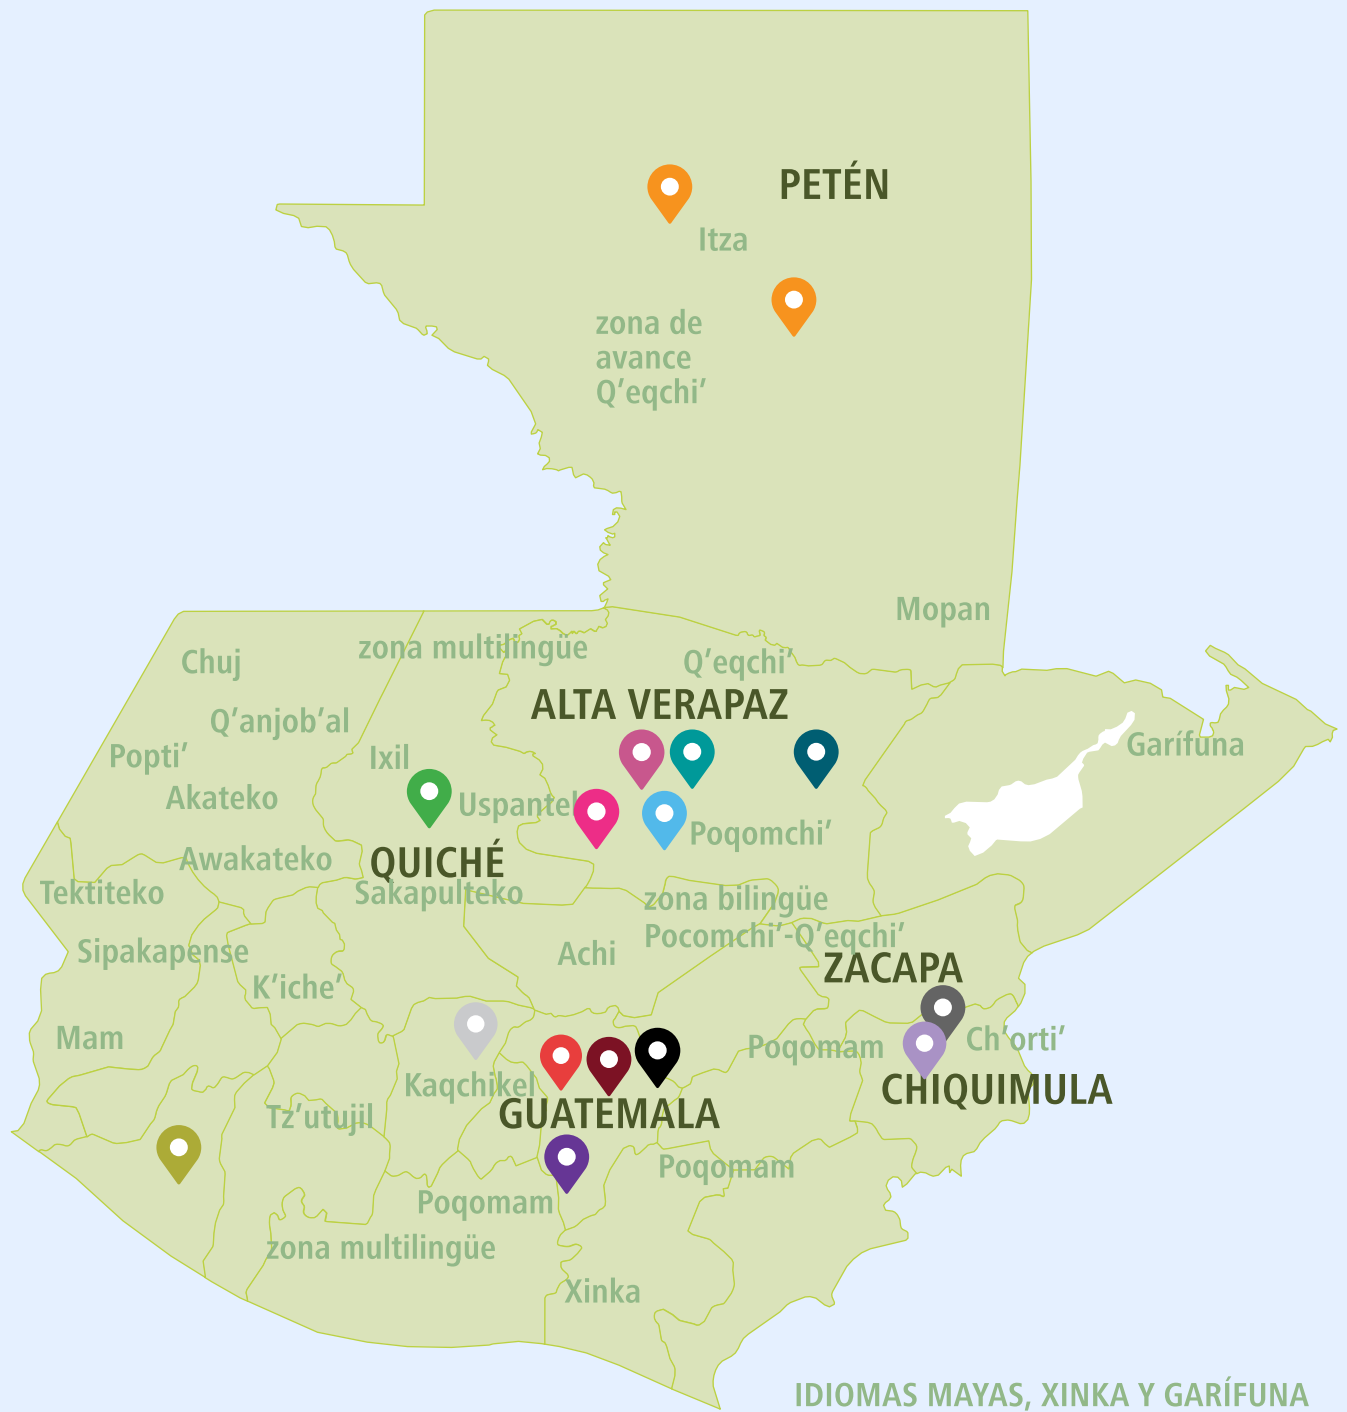 PETÉN
Itza
zona de
avance
Q’eqchi’
Mopan
zona multilingüe
Chuj
Q’eqchi’
ALTA VERAPAZ
Q’anjob’al
Popti’
Ixil
Garífuna
Akateko
Uspantek
Poqomchi’
Awakateko
QUICHÉ
Tektiteko
Sakapulteko
zona bilingüe
Pocomchi’-Q’eqchi’
Sipakapense
Achi
ZACAPA
K’iche’
Mam
Poqomam
Ch’orti’
Kaqchikel
CHIQUIMULA
GUATEMALA
Tz’utujil
Poqomam
Poqomam
zona multilingüe
Xinka
IDIOMAS MAYAS, XINKA Y GARÍFUNA